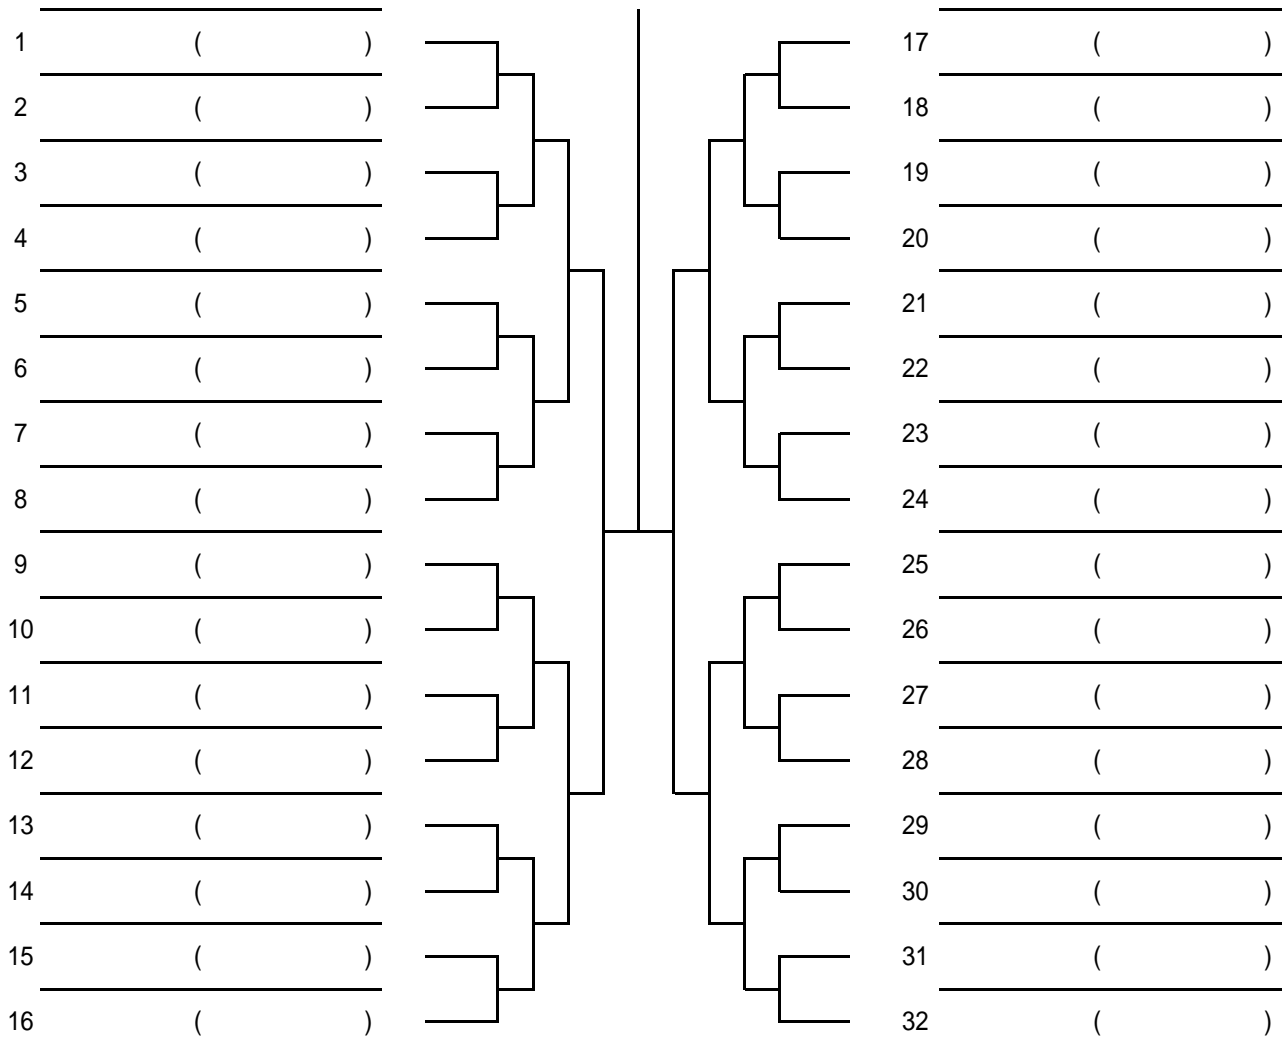 1 ( ) 17 ( )
2 ( ) 18 ( )
3 ( ) 19 ( )
4 ( ) 20 ( )
5 ( ) 21 ( )
6 ( ) 22 ( )
7 ( ) 23 ( )
8 ( ) 24 ( )
9 ( ) 25 ( )
10 ( ) 26 ( )
11 ( ) 27 ( )
12 ( ) 28 ( )
13 ( ) 29 ( )
14 ( ) 30 ( )
15 ( ) 31 ( )
16 ( ) 32 ( )